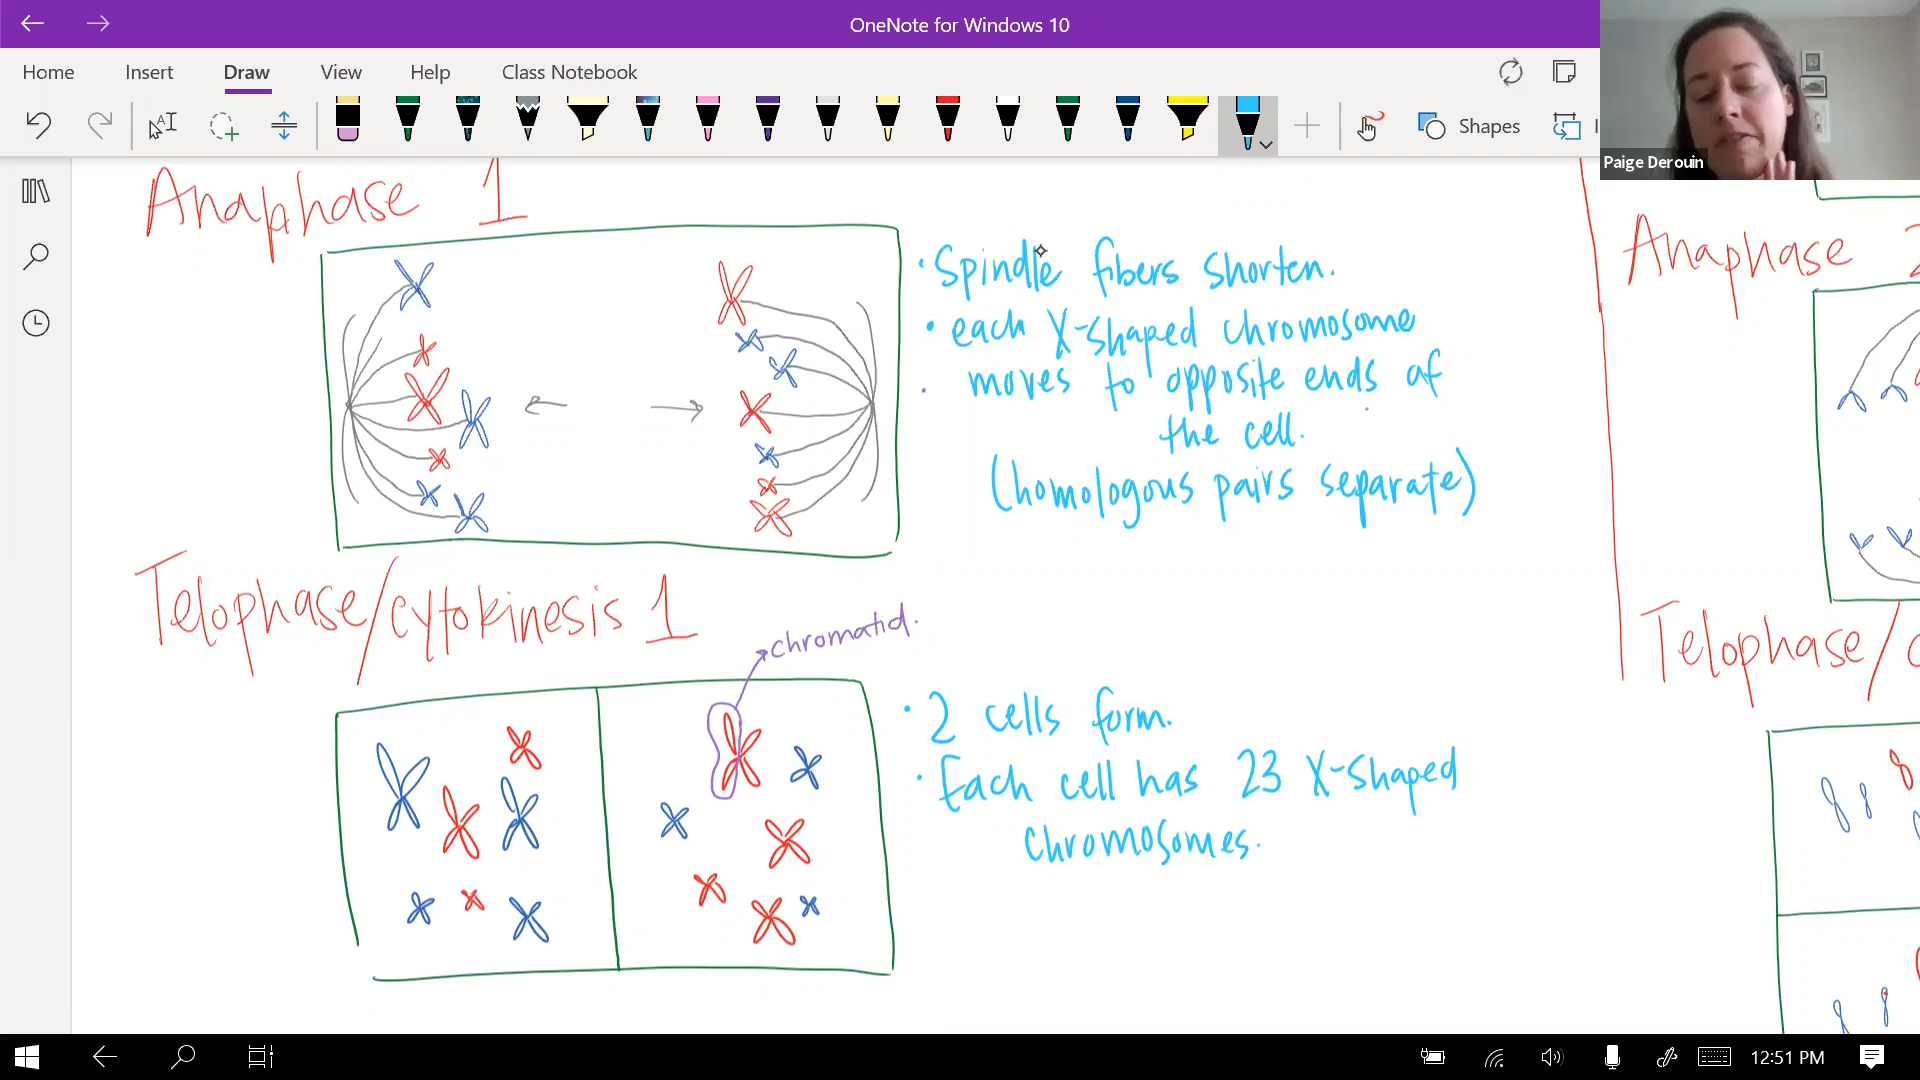 OneNote for Windows 10
Home Insert Draw View Help Class Notebook
Shapes
Paige Derouin
Anaphase 1
• Spindle fibers shorten.
• each X-shaped chromosome
• moves to opposite ends of
the cell.
(homologous pairs separate)
Telophase/cytokinesis 1
chromatid.
• 2 cells form.
• Each cell has 23 X-shaped
chromosomes.
Anaphase 2
Telophase/c
12:51 PM